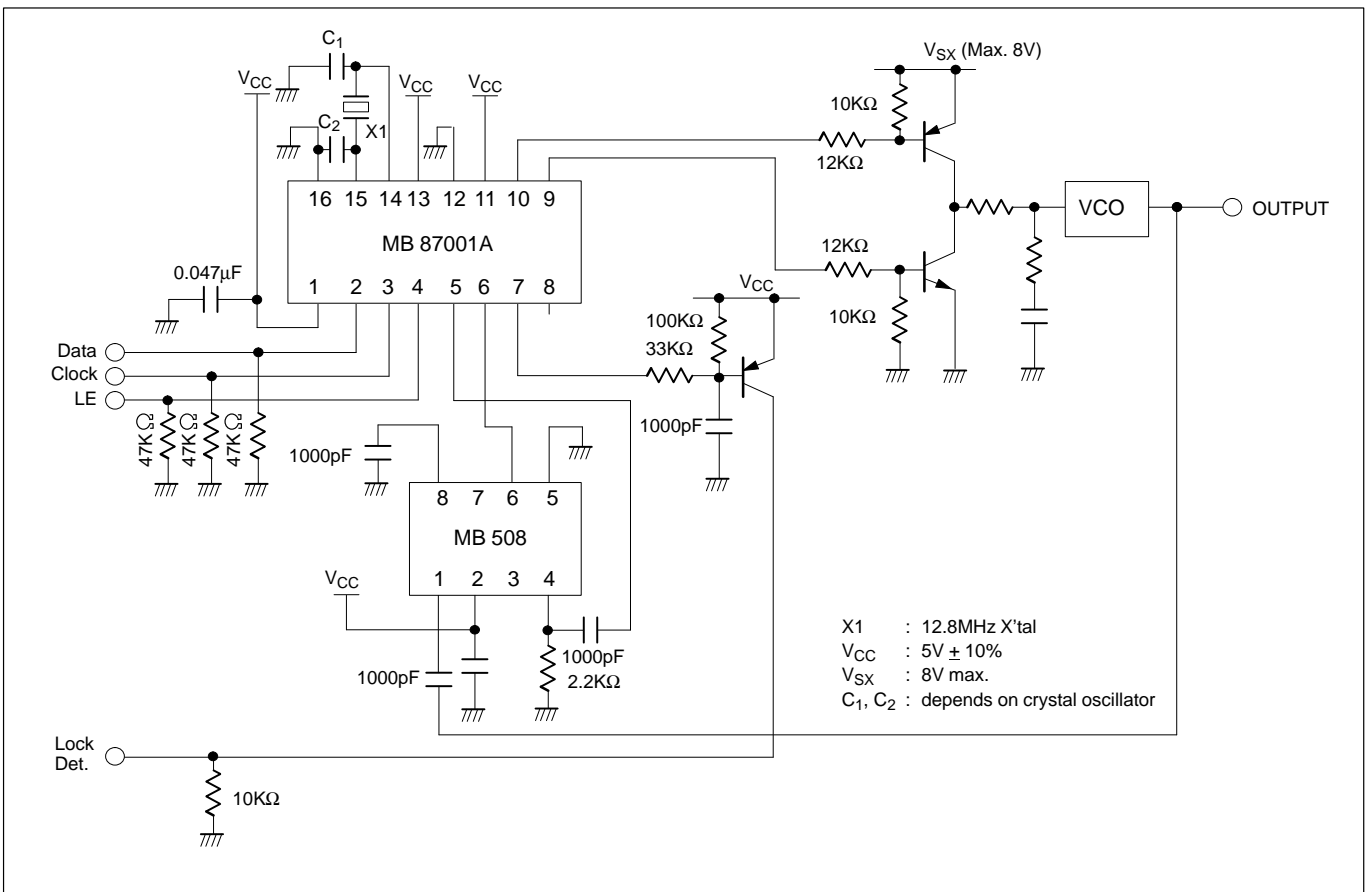 C1
VSX (Max. 8V)
VCC
VCC
VCC
10KΩ
C2
X1
12KΩ
16 15 14 13 12 11 10 9
MB 87001A
VCO
OUTPUT
12KΩ
0.047µF
VCC
1 2 3 4 5 6 7 8
10KΩ
100KΩ
33KΩ
Data
Clock
LE
47KΩ
47KΩ
47KΩ
1000pF
1000pF
8 7 6 5
MB 508
VCC
1 2 3 4
1000pF
1000pF
2.2KΩ
X1 : 12.8MHz X'tal
VCC : 5V ± 10%
VSX : 8V max.
C1, C2 : depends on crystal oscillator
Lock
Det.
10KΩ